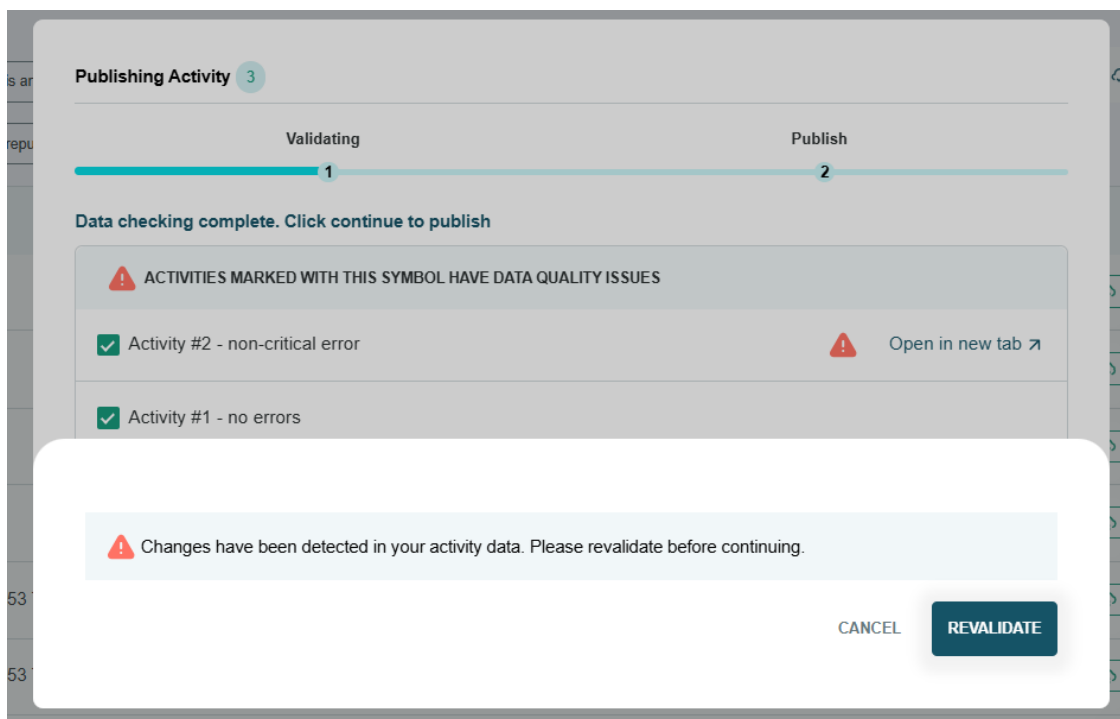 Publishing Activity 3
Validating
Publish
1
2
Data checking complete. Click continue to publish
ACTIVITIES MARKED WITH THIS SYMBOL HAVE DATA QUALITY ISSUES
Activity #2 - non-critical error
Open in new tab
Activity #1 - no errors
Changes have been detected in your activity data. Please revalidate before continuing.
CANCEL
REVALIDATE
53
53